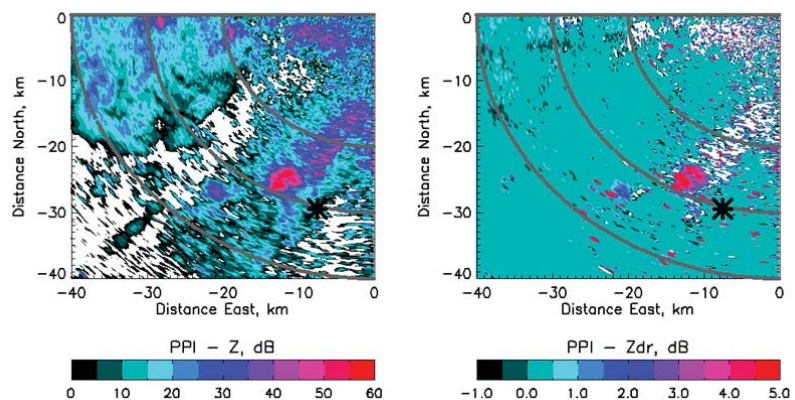 0
-10
-20
-30
-40
Distance North, km
-40 -30 -20 -10 0
Distance East, km
PPI - Z, dB
0 10 20 30 40 50 60
0
-10
-20
-30
-40
Distance North, km
-40 -30 -20 -10 0
Distance East, km
PPI - Zdr, dB
-1.0 0.0 1.0 2.0 3.0 4.0 5.0